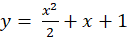 y = x²/2 + x + 1